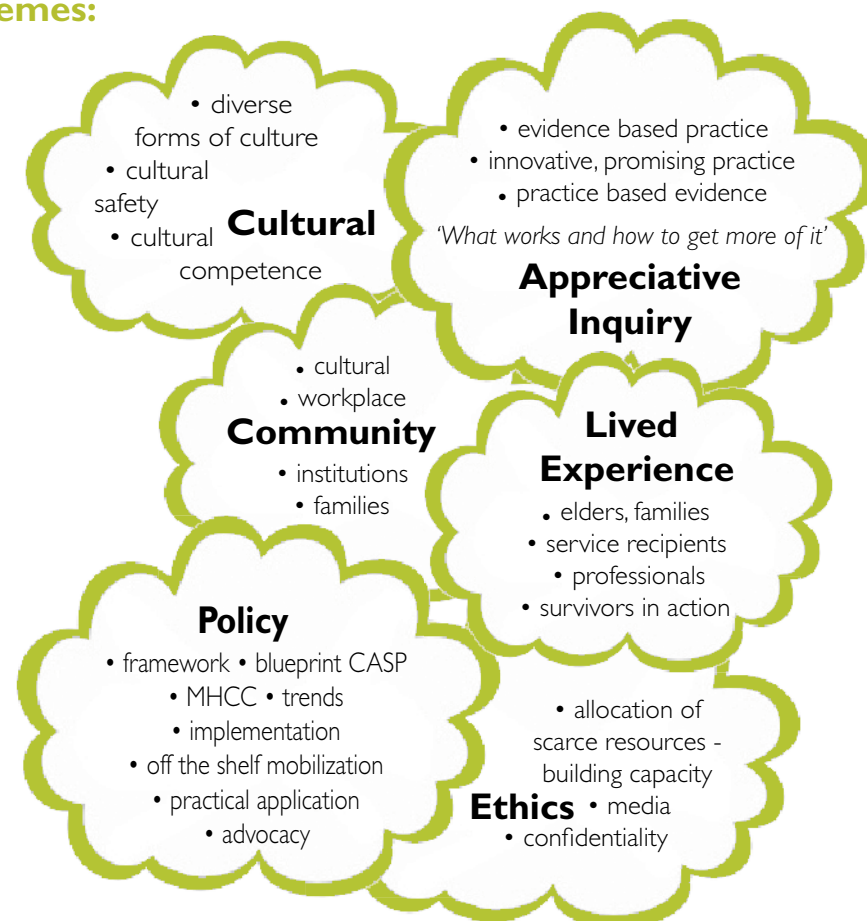 emes:
• diverse
forms of culture
• cultural
safety
• cultural
Cultural
competence
• evidence based practice
• innovative, promising practice
• practice based evidence
‘What works and how to get more of it’
Appreciative
Inquiry
• cultural
• workplace
Community
• institutions
• families
Lived
Experience
• elders, families
• service recipients
• professionals
• survivors in action
Policy
• framework • blueprint CASP
• MHCC • trends
• implementation
• off the shelf mobilization
• practical application
• advocacy
• allocation of
scarce resources -
building capacity
Ethics • media
• confidentiality